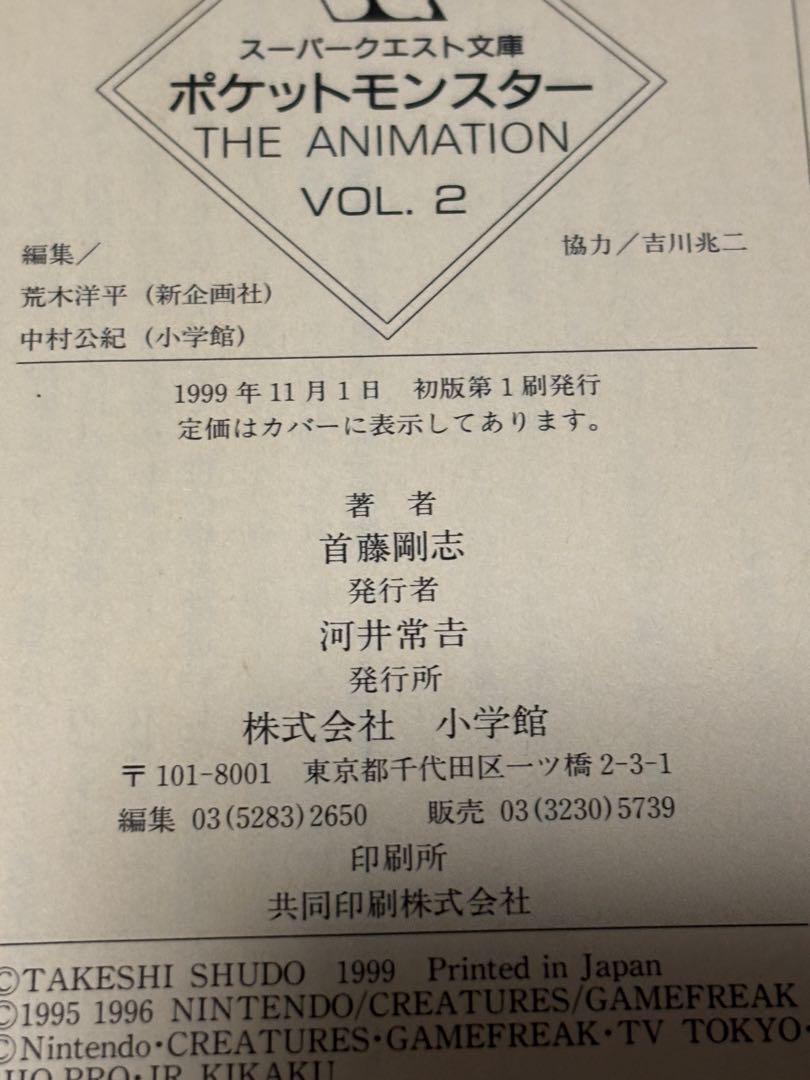 スーパークエスト文庫
ポケットモンスター
THE ANIMATION
VOL. 2
編集／
協力／吉川兆二
荒木洋平（新企画社）
中村公紀（小学館）
1999年11月1日　初版第1刷発行
定価はカバーに表示してあります。
著　者
首藤剛志
発行者
河井常𠮷
発行所
株式会社　小学館
〒101-8001　東京都千代田区一ツ橋2-3-1
編集 03(5283)2650　販売 03(3230)5739
印刷所
共同印刷株式会社
©TAKESHI SHUDO 1999 Printed in Japan
©1995 1996 NINTENDO/CREATURES/GAMEFREAK
©Nintendo・CREATURES・GAMEFREAK・TV TOKYO・
PRO・JR KIKAKU